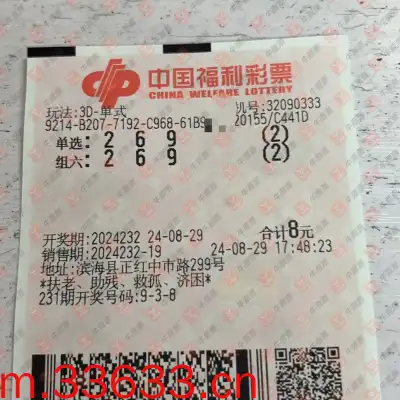 中国福利彩票
CHINA WELFARE LOTTERY
玩法:3D-单式 机号:32090333
9214-B207-7192-C968-61B9 20155/C441D
单选: 2 6 9 (2)
组六: 2 6 9 (2)
开奖期:2024232 24-08-29 合计8元
销售期:2024232-19 24-08-29 17:48:23
地址:滨海县正红中市路299号
*扶老、助残、救孤、济困*
231期开奖号码:9-3-8
m.33633.cn